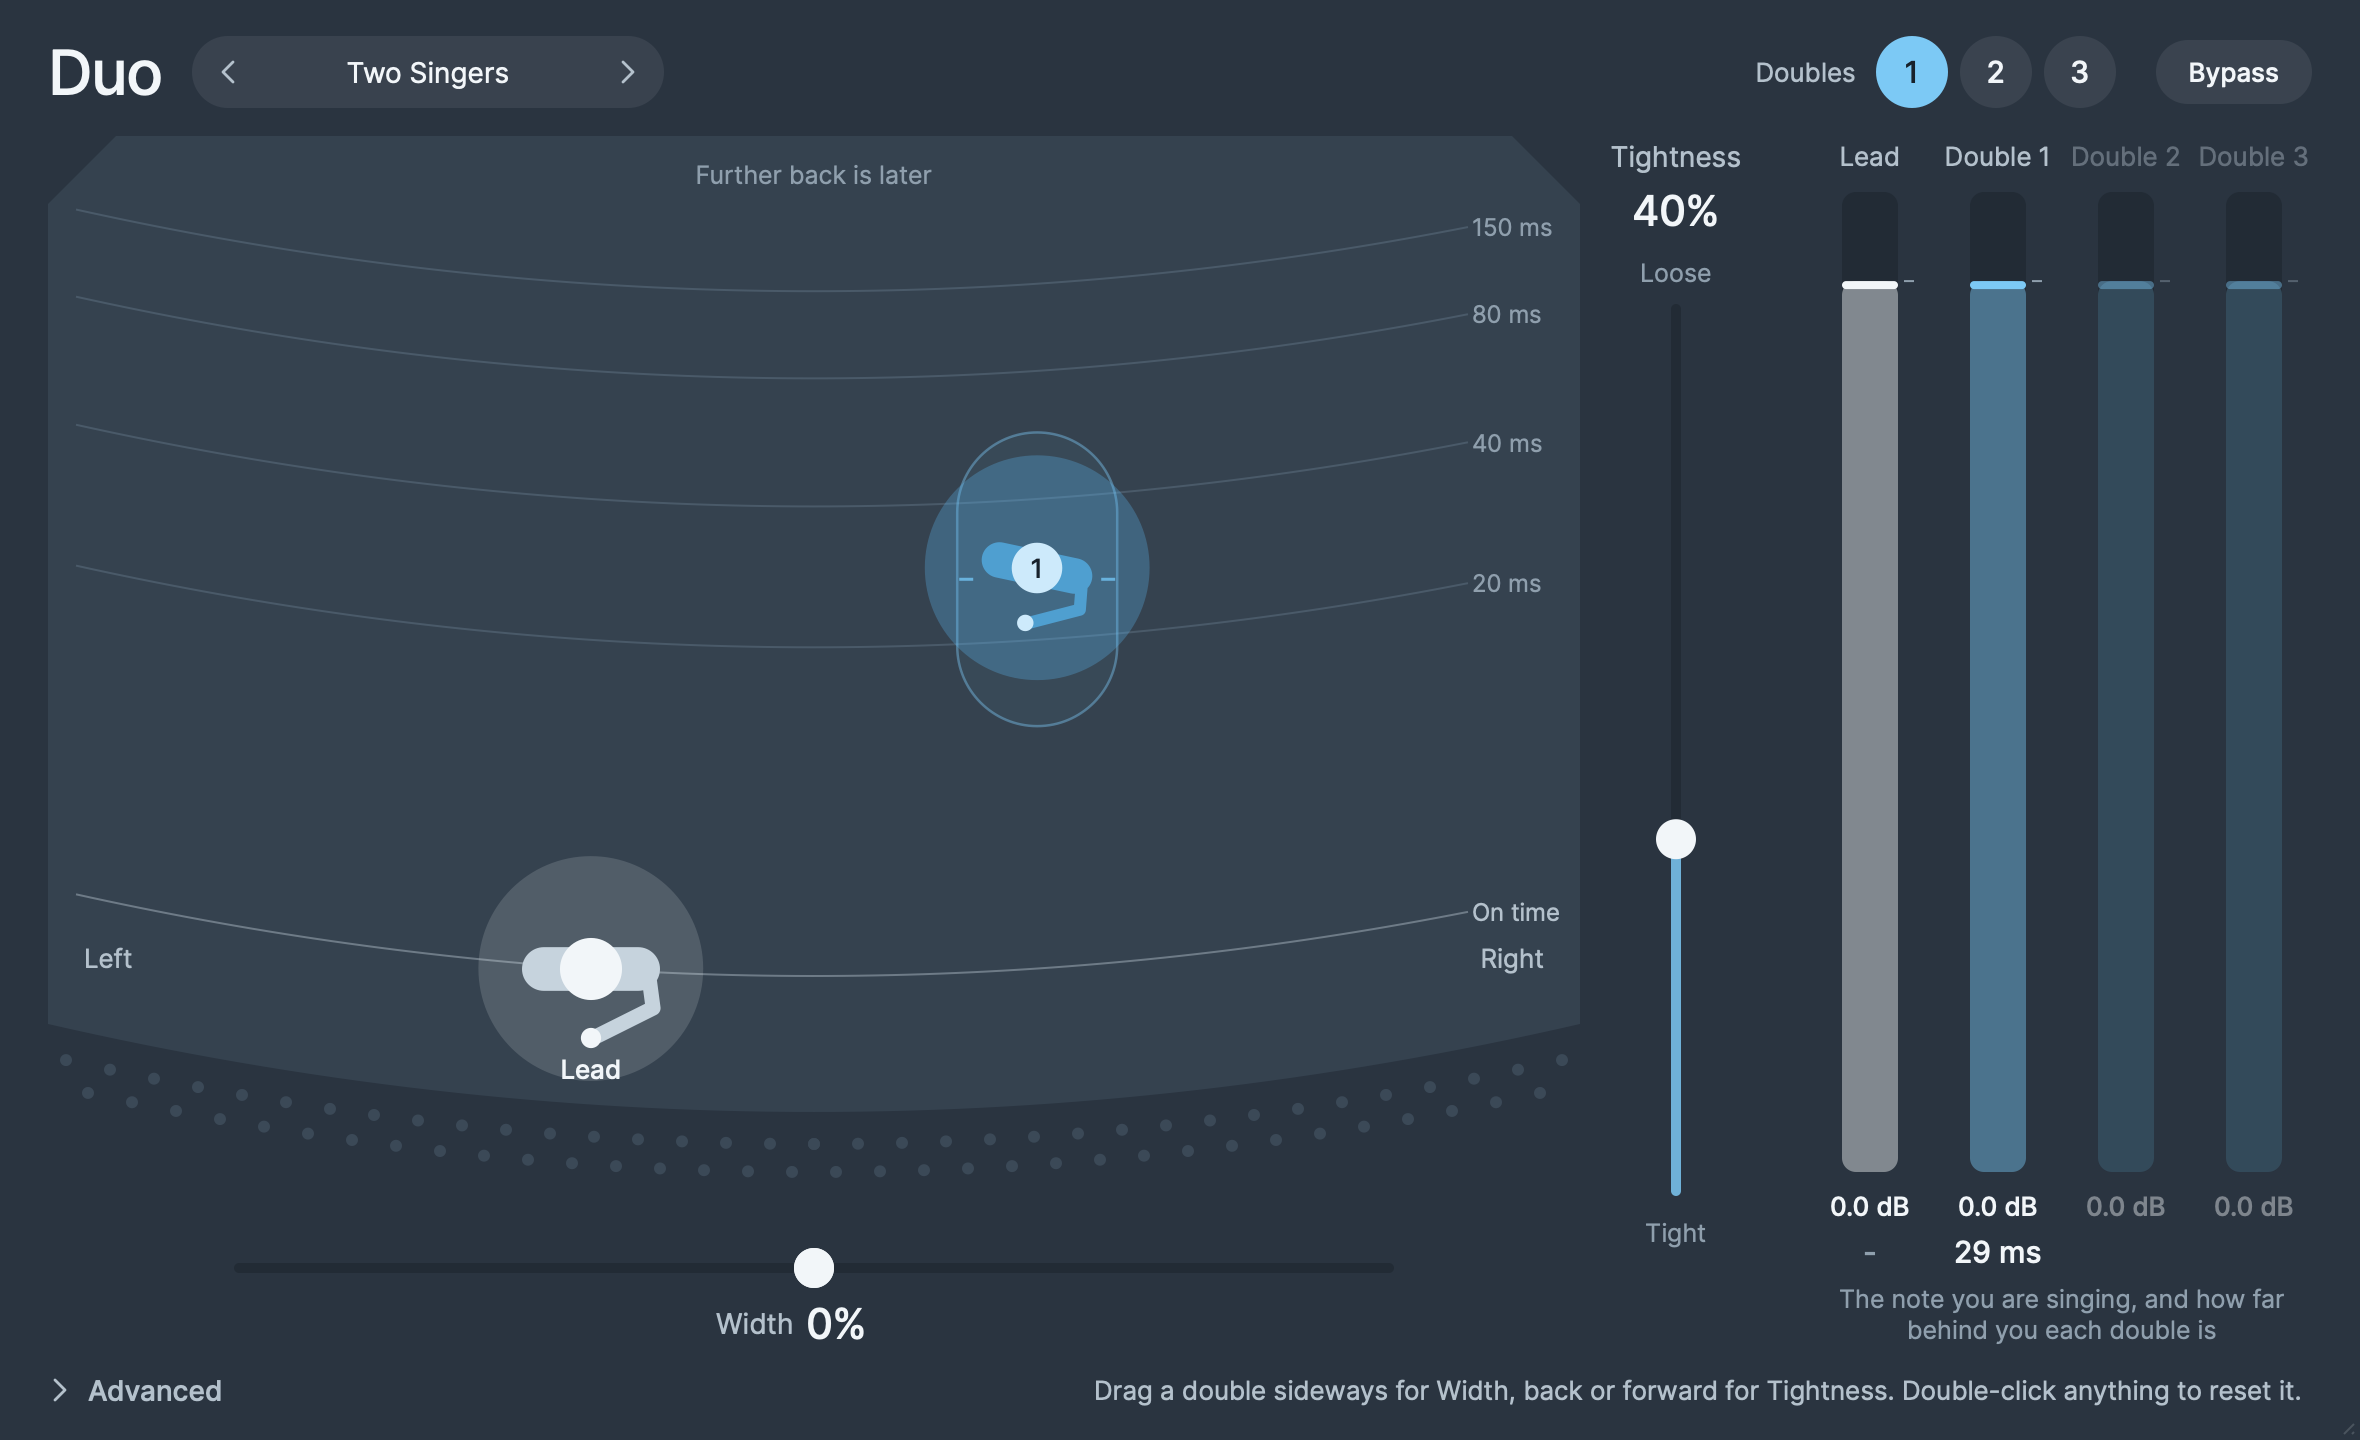 Duo
Two Singers
Doubles 1 2 3 Bypass
Further back is later
150 ms
80 ms
40 ms
20 ms
1
On time
Left
Right
Lead
Width 0%
Tightness
40%
Loose
Tight
Lead Double 1 Double 2 Double 3
0.0 dB 0.0 dB 0.0 dB 0.0 dB
- 29 ms
The note you are singing, and how far
behind you each double is
Advanced
Drag a double sideways for Width, back or forward for Tightness. Double-click anything to reset it.